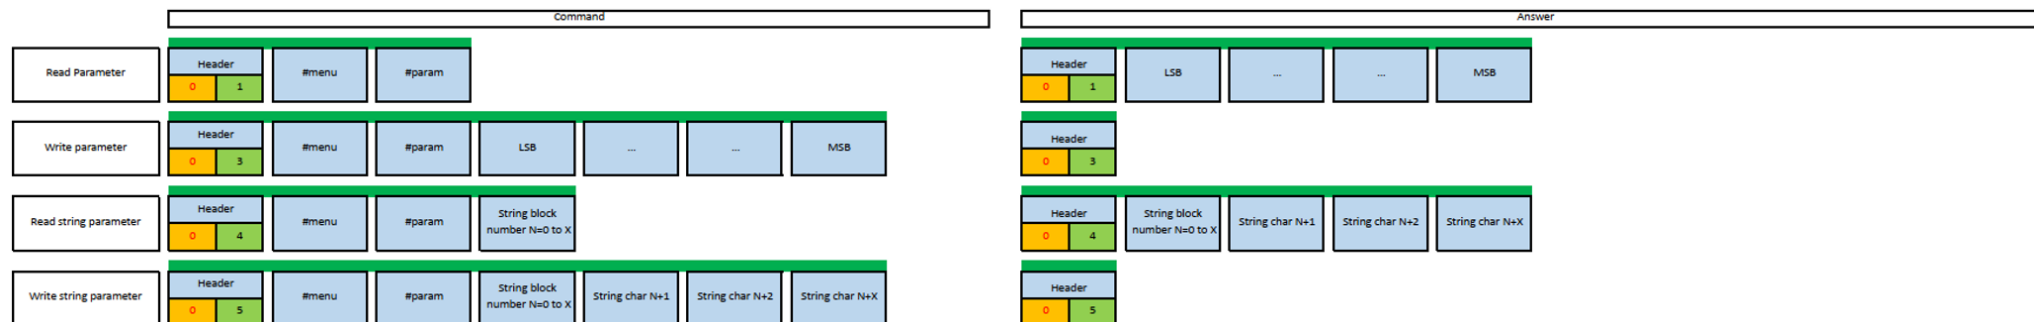 Command Answer
Read Parameter Header #menu #param Header LSB ... ... MSB
0 1 0 1
Write parameter Header #menu #param LSB ... ... MSB Header
0 3 0 3
Read string parameter Header #menu #param String block Header String block String char N+1 String char N+2 String char N+X
0 4 number N=0 to X 0 4 number N=0 to X
Write string parameter Header #menu #param String block String char N+1 String char N+2 String char N+X Header
0 5 number N=0 to X 0 5